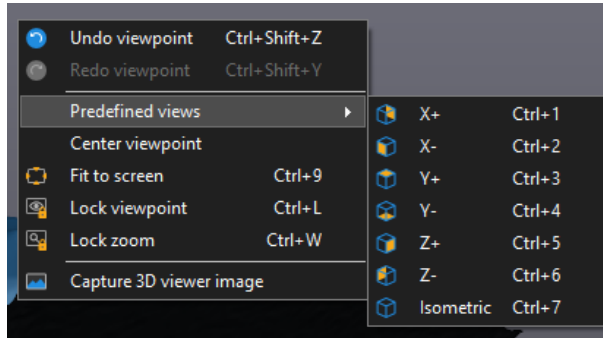 Undo viewpoint Ctrl+Shift+Z
Redo viewpoint Ctrl+Shift+Y
Predefined views
Center viewpoint
Fit to screen Ctrl+9
Lock viewpoint Ctrl+L
Lock zoom Ctrl+W
Capture 3D viewer image
X+ Ctrl+1
X- Ctrl+2
Y+ Ctrl+3
Y- Ctrl+4
Z+ Ctrl+5
Z- Ctrl+6
Isometric Ctrl+7